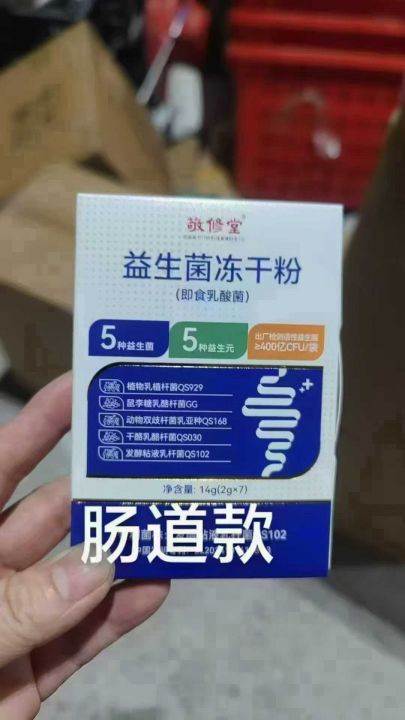 敬修堂
益生菌冻干粉
(即食乳酸菌)
5种益生菌
5种益生元
出厂检测活性益生菌
≥400亿CFU/袋
植物乳植杆菌QS929
鼠李糖乳酪杆菌GG
动物双歧杆菌乳亚种QS168
干酪乳酪杆菌QS030
发酵粘液乳杆菌QS102
净含量: 14g(2g×7)
肠道款
S102